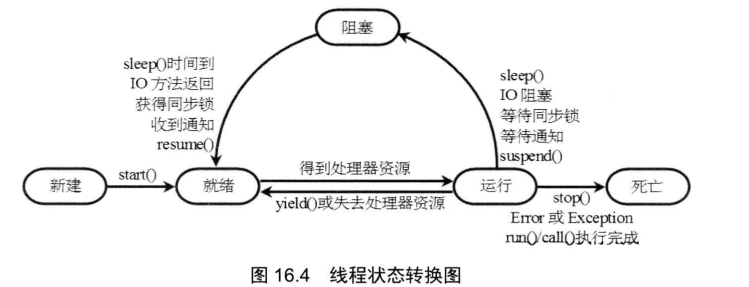 阻塞
sleep()时间到
IO 方法返回
获得同步锁
收到通知
resume()
sleep()
IO 阻塞
等待同步锁
等待通知
suspend()
新建
start()
就绪
得到处理器资源
yield()或失去处理器资源
运行
stop()
Error 或 Exception
run()/call()执行完成
死亡
图 16.4 线程状态转换图